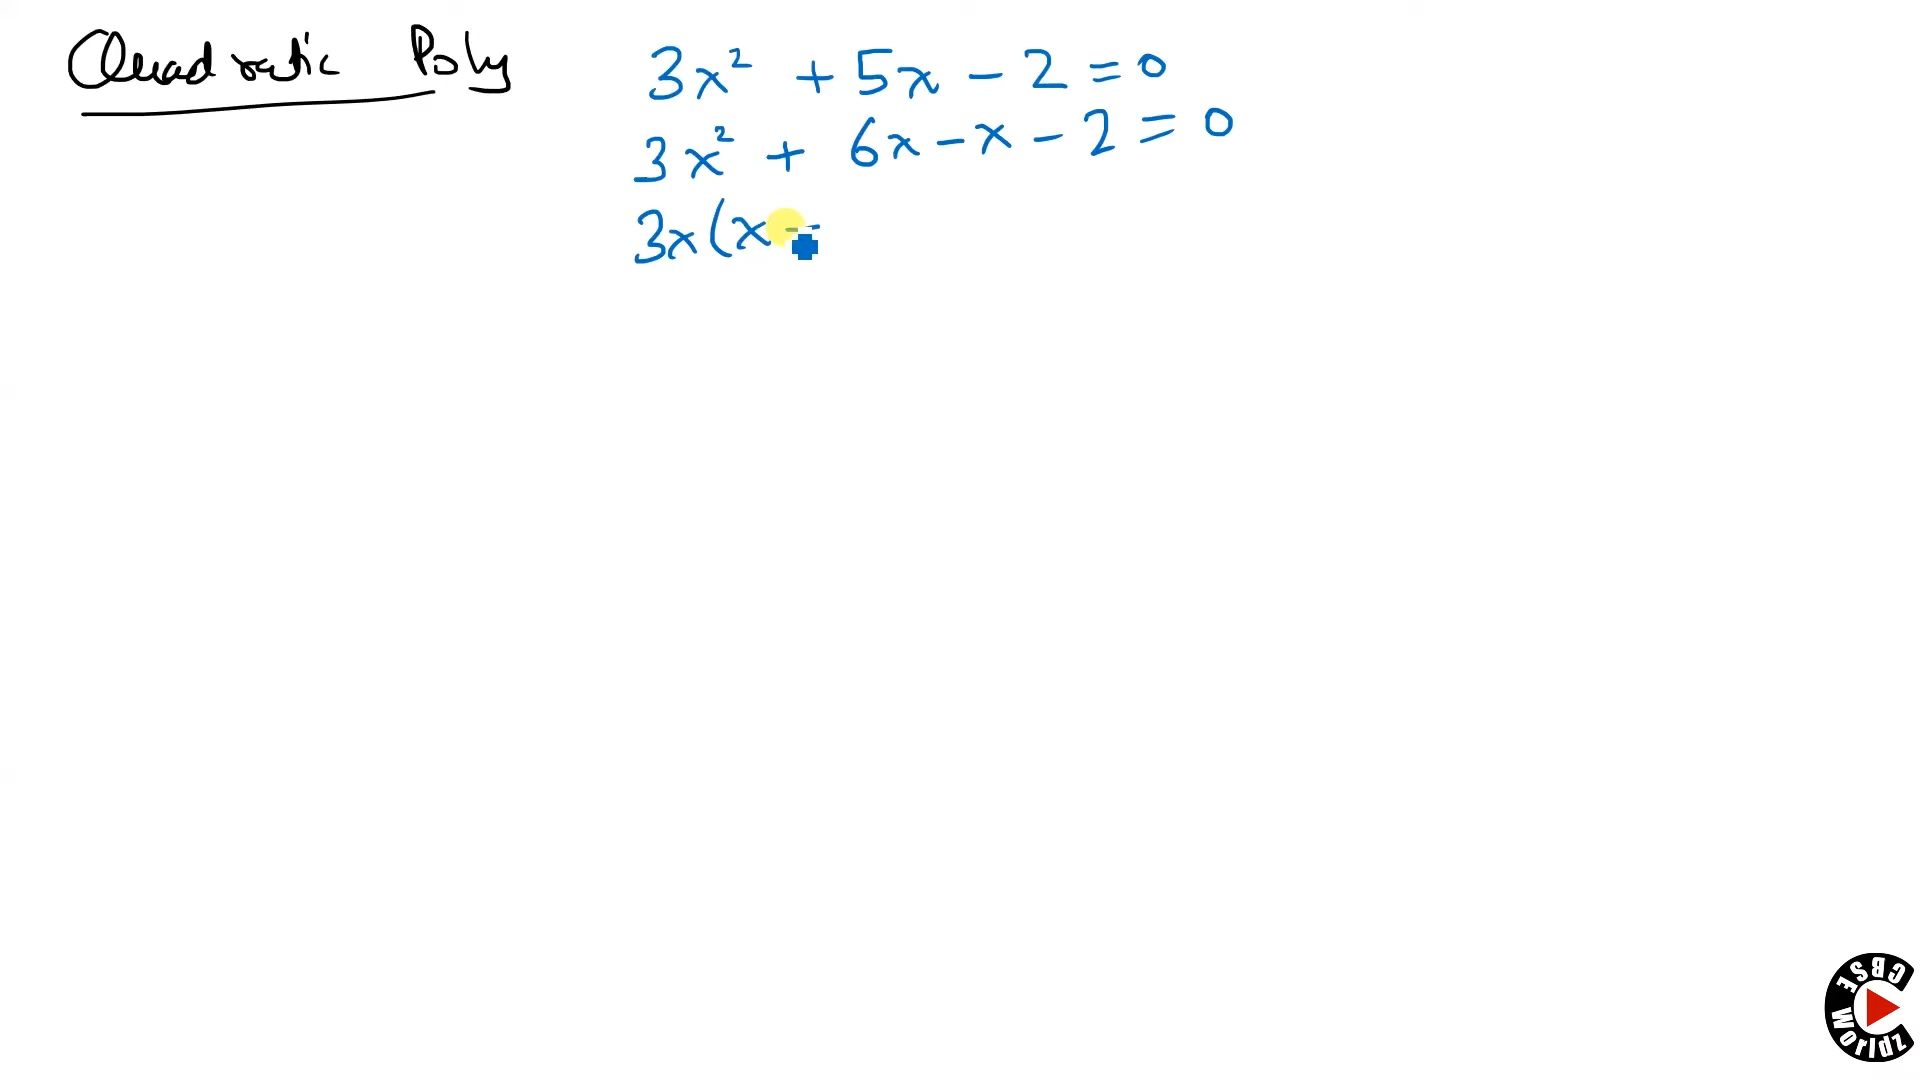 Quadratic Poly
3x² + 5x - 2 = 0
3x² + 6x - x - 2 = 0
3x(x
CBSE Worldz